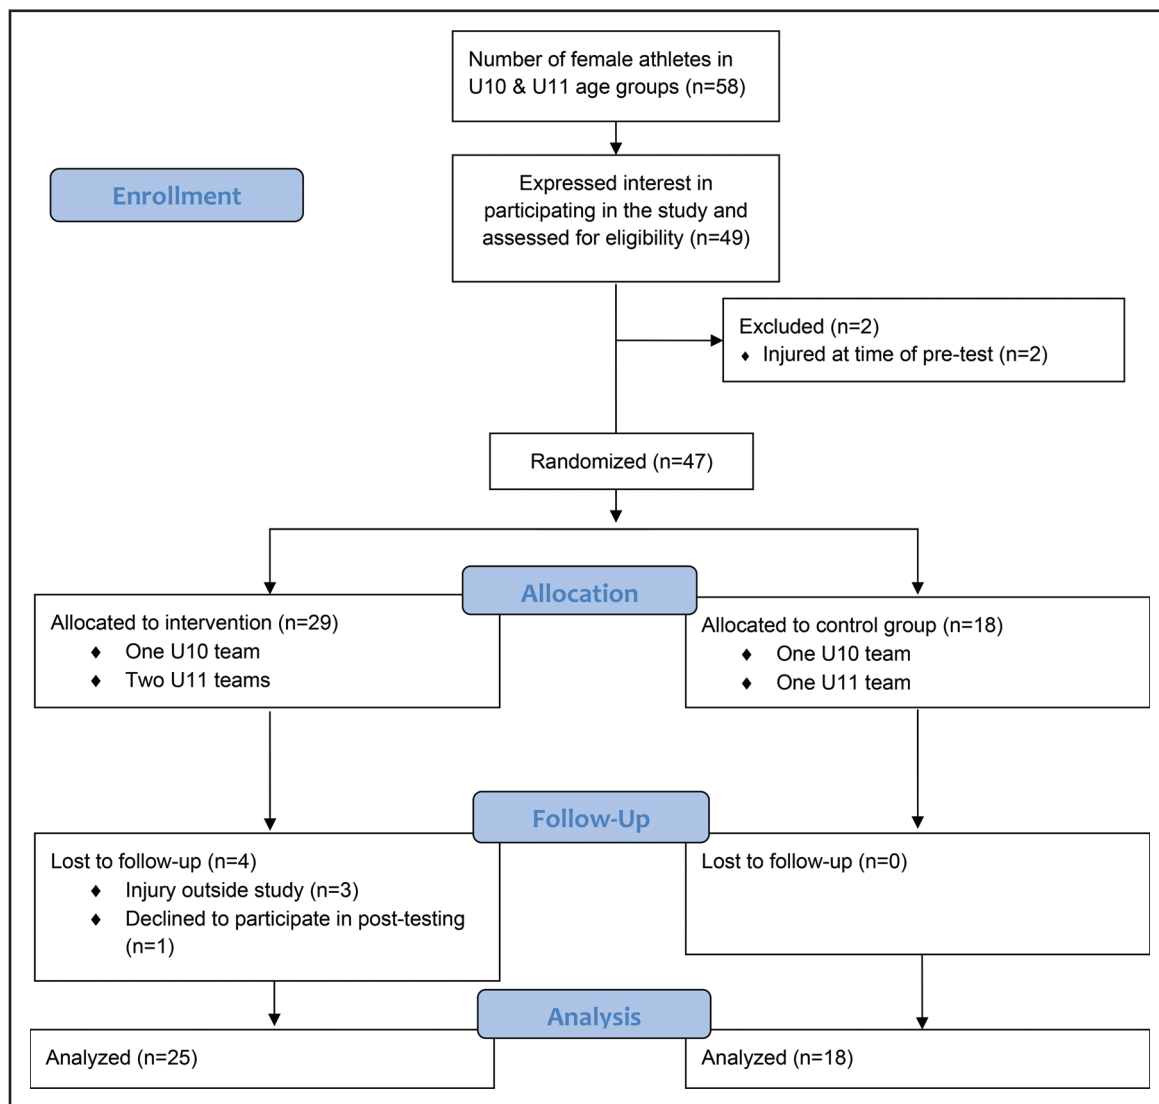 Number of female athletes in
U10 & U11 age groups (n=58)
Enrollment
Expressed interest in
participating in the study and
assessed for eligibility (n=49)
Excluded (n=2)
♦ Injured at time of pre-test (n=2)
Randomized (n=47)
Allocation
Allocated to intervention (n=29)
♦ One U10 team
♦ Two U11 teams
Allocated to control group (n=18)
♦ One U10 team
♦ One U11 team
Follow-Up
Lost to follow-up (n=4)
♦ Injury outside study (n=3)
♦ Declined to participate in post-testing
(n=1)
Lost to follow-up (n=0)
Analysis
Analyzed (n=25)
Analyzed (n=18)